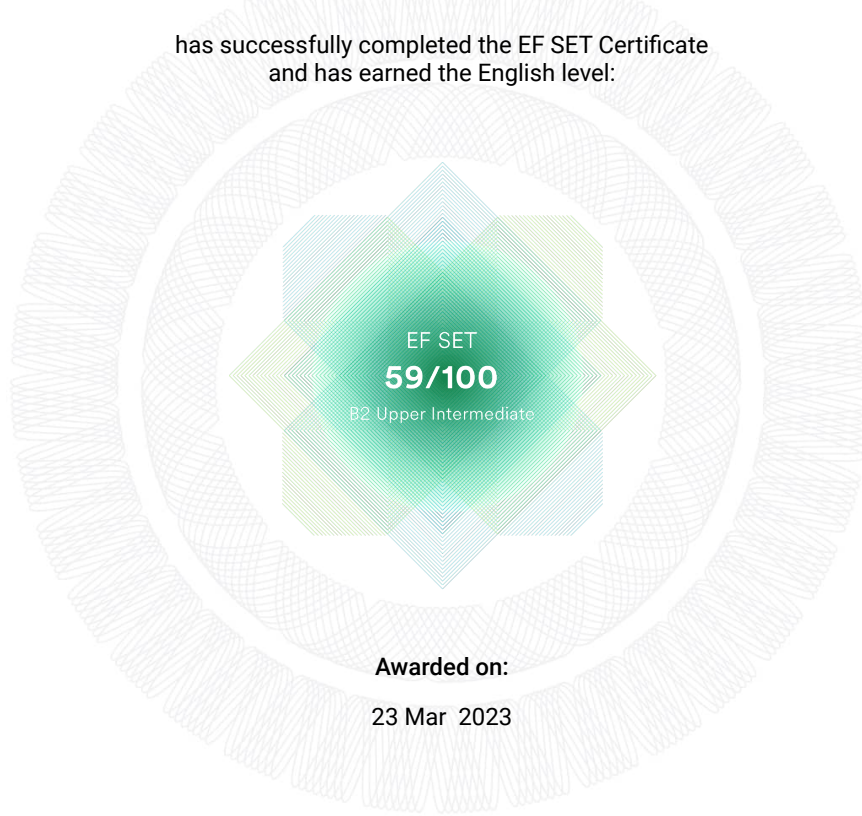 has successfully completed the EF SET Certificate
and has earned the English level:
EF SET
59/100
B2 Upper Intermediate
Awarded on:
23 Mar 2023